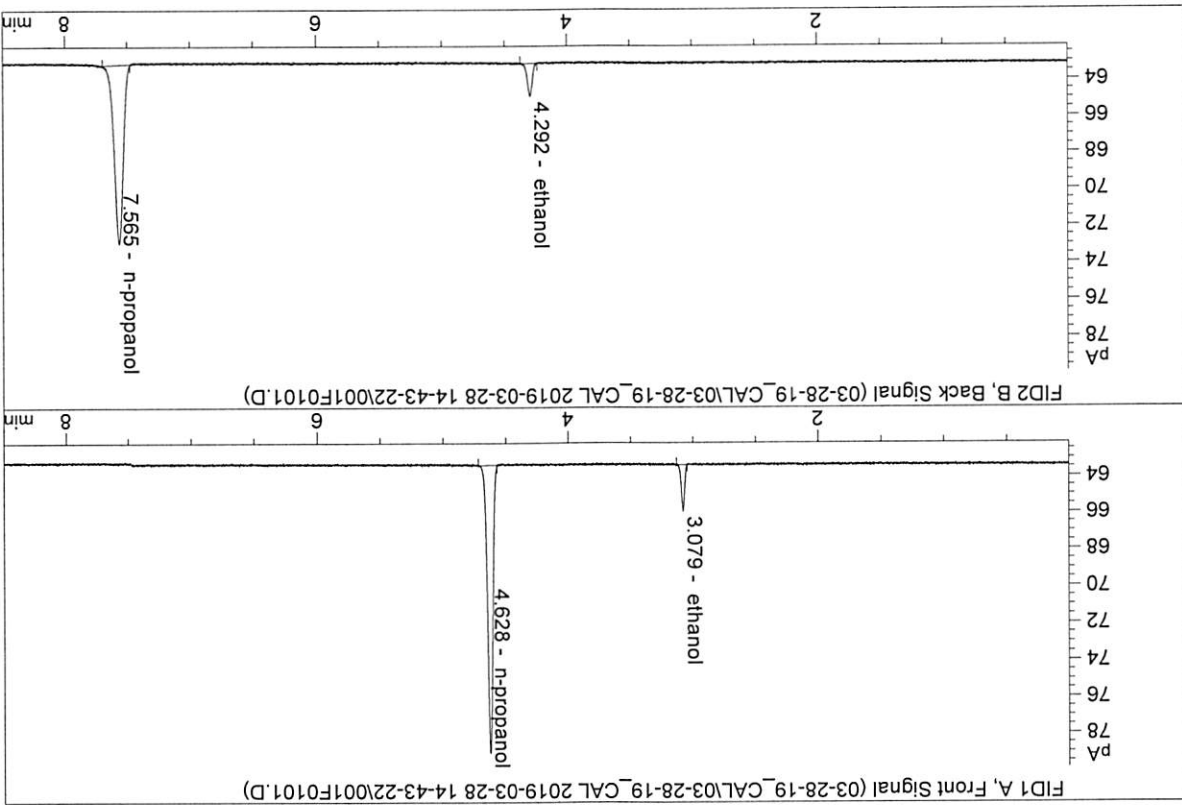 FID1 A, Front Signal (03-28-19_CAL\03-28-19_CAL 2019-03-28 14-43-22\001F0101.D)
pA
78
76
74
72
70
68
66
64
3.079 - ethanol
4.628 - n-propanol
2
4
6
8
min
FID2 B, Back Signal (03-28-19_CAL\03-28-19_CAL 2019-03-28 14-43-22\001F0101.D)
pA
78
76
74
72
70
68
66
64
4.292 - ethanol
7.565 - n-propanol
2
4
6
8
min